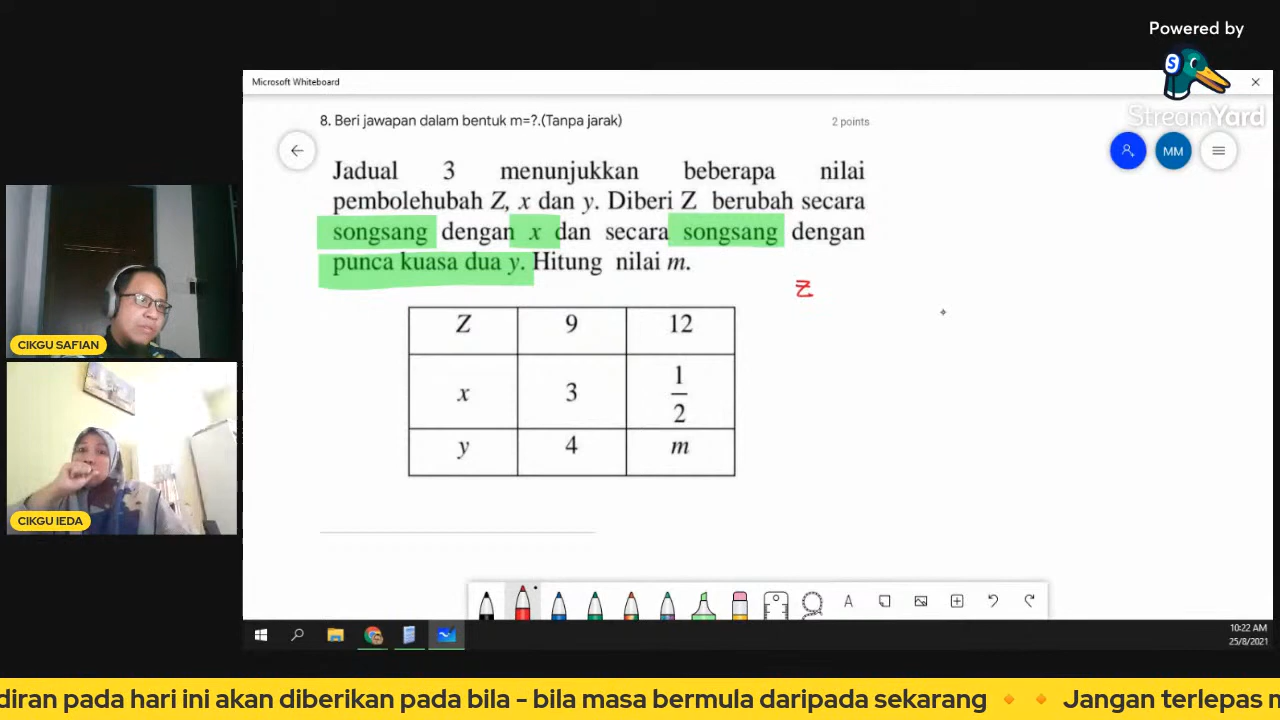 Powered by
StreamYard
Microsoft Whiteboard
8. Beri jawapan dalam bentuk m=?.(Tanpa jarak)
2 points
MM
Jadual 3 menunjukkan beberapa nilai
pembolehubah Z, x dan y. Diberi Z berubah secara
songsang dengan x dan secara songsang dengan
punca kuasa dua y. Hitung nilai m.
Z
Z 9 12
x 3 1/2
y 4 m
CIKGU SAFIAN
CIKGU IEDA
A
10:22 AM
25/8/2021
diran pada hari ini akan diberikan pada bila - bila masa bermula daripada sekarang 🔸🔸 Jangan terlepas